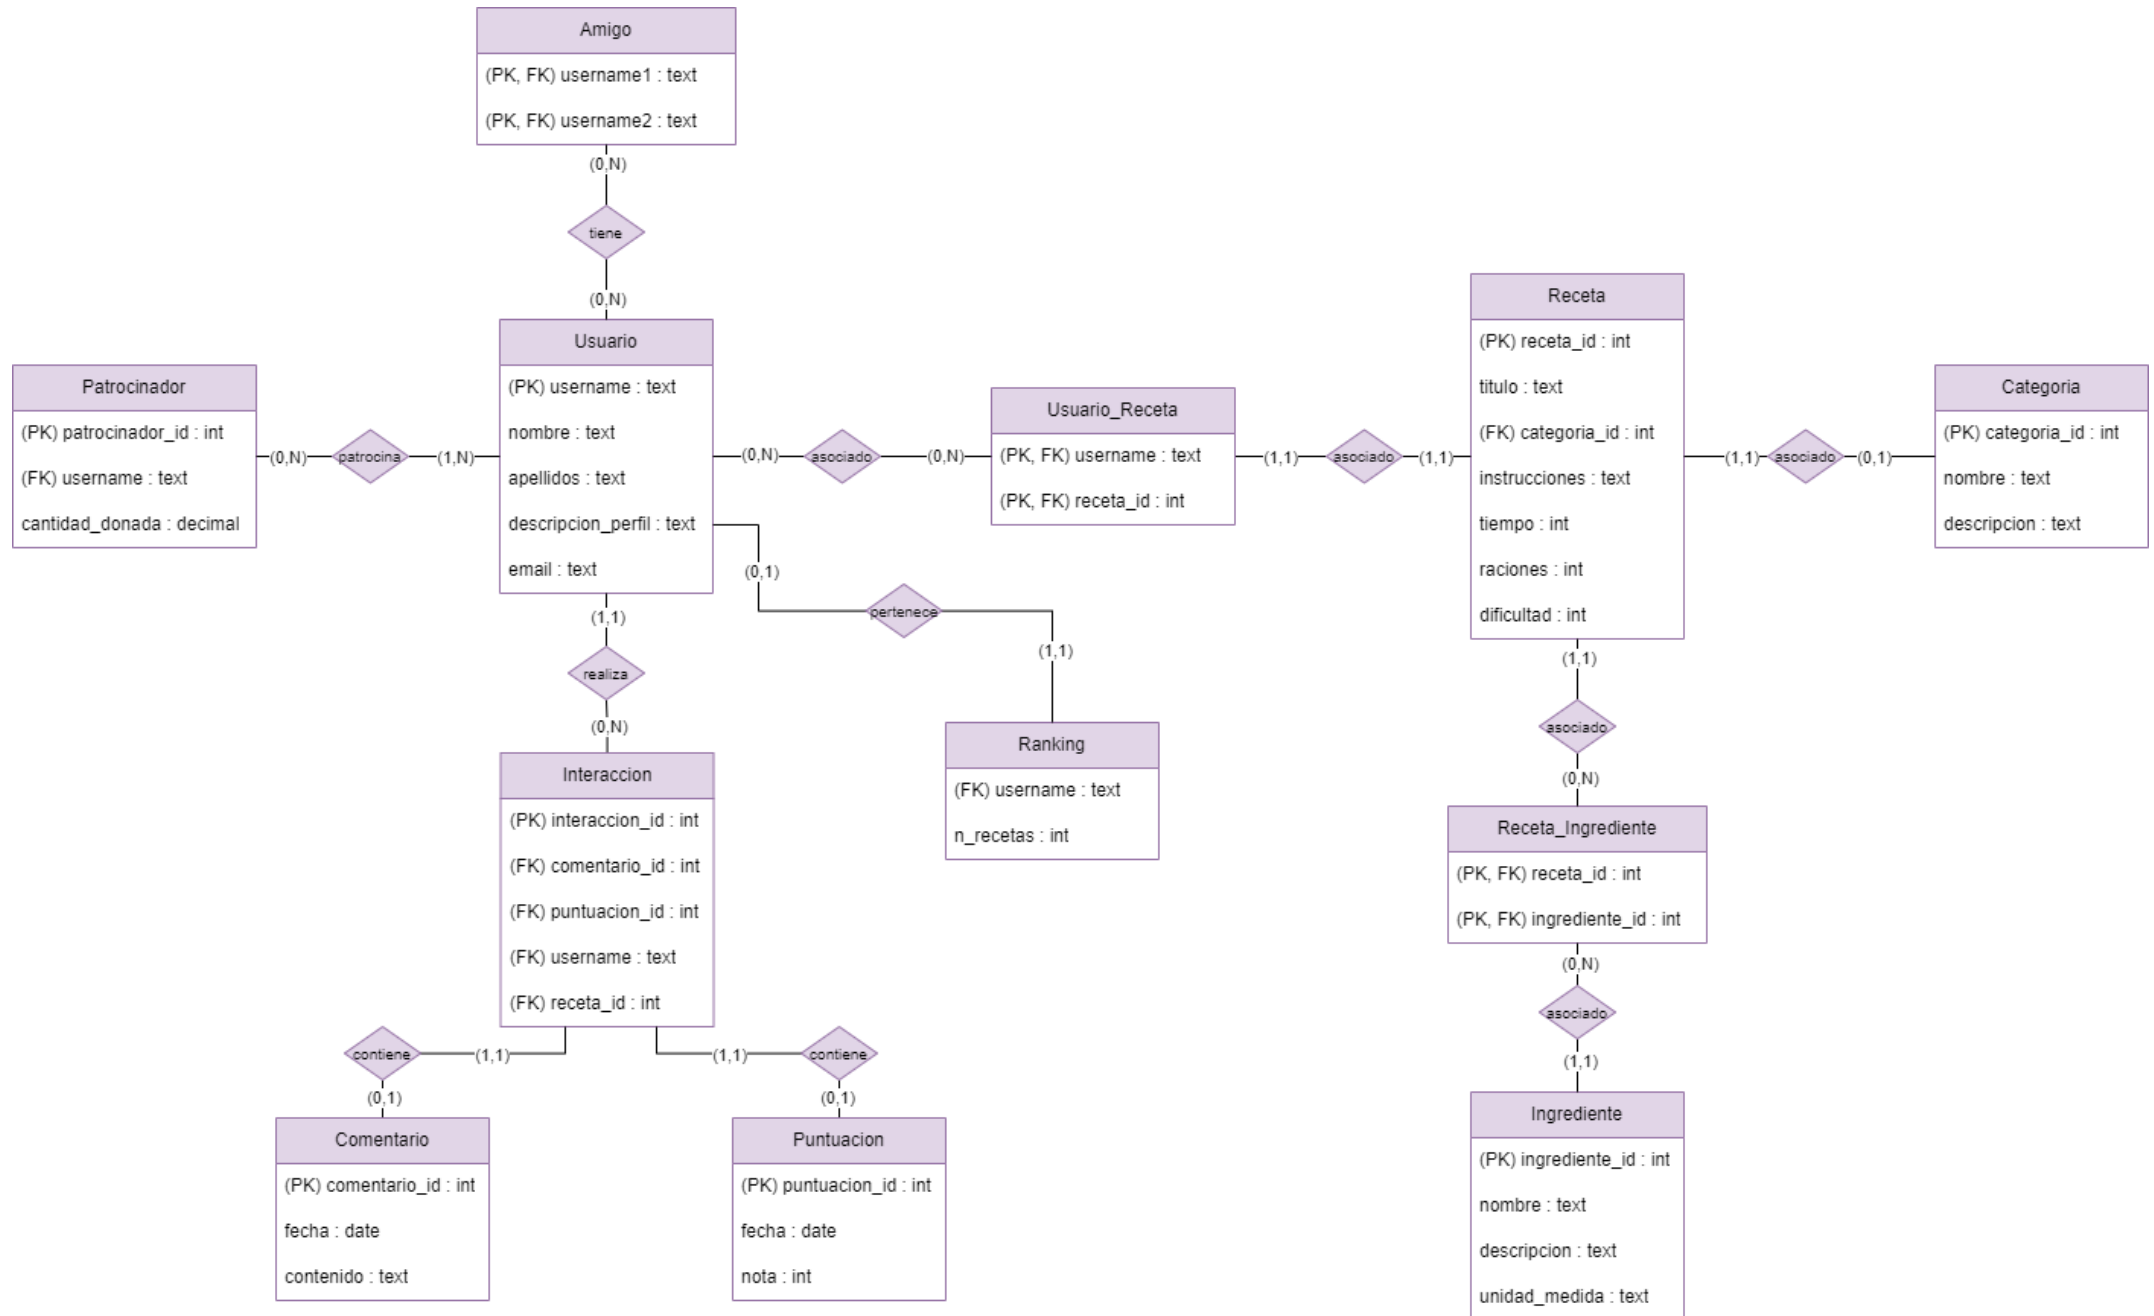 Amigo
(PK, FK) username1 : text
(PK, FK) username2 : text
(0,N)
tiene
(0,N)
Usuario
(PK) username : text
nombre : text
apellidos : text
descripcion_perfil : text
email : text
Patrocinador
(PK) patrocinador_id : int
(FK) username : text
cantidad_donada : decimal
(0,N)
patrocina
(1,N)
(0,N)
asociado
(0,N)
Usuario_Receta
(PK, FK) username : text
(PK, FK) receta_id : int
(1,1)
asociado
(1,1)
Receta
(PK) receta_id : int
titulo : text
(FK) categoria_id : int
instrucciones : text
tiempo : int
raciones : int
dificultad : int
(1,1)
asociado
(0,1)
Categoria
(PK) categoria_id : int
nombre : text
descripcion : text
(0,1)
pertenece
(1,1)
Ranking
(FK) username : text
n_recetas : int
(1,1)
realiza
(0,N)
Interaccion
(PK) interaccion_id : int
(FK) comentario_id : int
(FK) puntuacion_id : int
(FK) username : text
(FK) receta_id : int
contiene
(1,1)
(0,1)
Comentario
(PK) comentario_id : int
fecha : date
contenido : text
(1,1)
contiene
(0,1)
Puntuacion
(PK) puntuacion_id : int
fecha : date
nota : int
(1,1)
asociado
(0,N)
Receta_Ingrediente
(PK, FK) receta_id : int
(PK, FK) ingrediente_id : int
(0,N)
asociado
(1,1)
Ingrediente
(PK) ingrediente_id : int
nombre : text
descripcion : text
unidad_medida : text